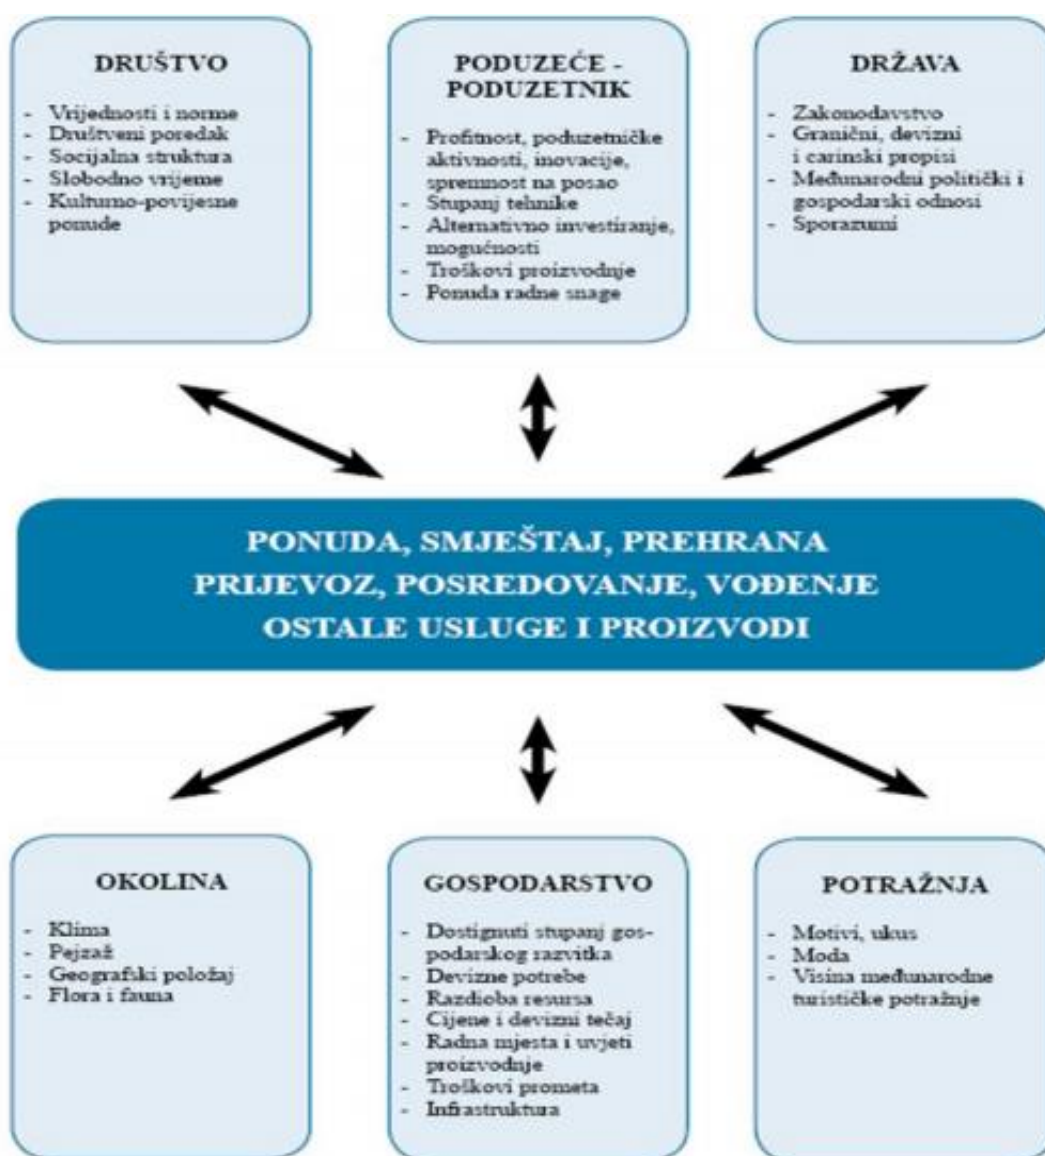 DRUŠTVO
- Vrijednosti i norme
- Društveni poredak
- Socijalna struktura
- Slobodno vrijeme
- Kulturno-povijesne
ponude
PODUZEĆE -
PODUZETNIK
- Profitnost, poduzetničke
aktivnosti, inovacije,
spremnost na posao
- Stupanj tehnike
- Alternativno investiranje,
mogućnosti
- Troškovi proizvodnje
- Ponuda radne snage
DRŽAVA
- Zakonodavstvo
- Granični, devizni
i carinski propisi
- Međunarodni politički i
gospodarski odnosi
- Sporazumi
PONUDA, SMJEŠTAJ, PREHRANA
PRIJEVOZ, POSREDOVANJE, VOĐENJE
OSTALE USLUGE I PROIZVODI
OKOLINA
- Klima
- Pejzaž
- Geografski položaj
- Flora i fauna
GOSPODARSTVO
- Dostignuti stupanj gos-
podarskog razvitka
- Devizne potrebe
- Razdioba resursa
- Cijene i devizni tečaj
- Radna mjesta i uvjeti
proizvodnje
- Troškovi prometa
- Infrastruktura
POTRAŽNJA
- Motivi, ukus
- Moda
- Visina međunarodne
turističke potražnje